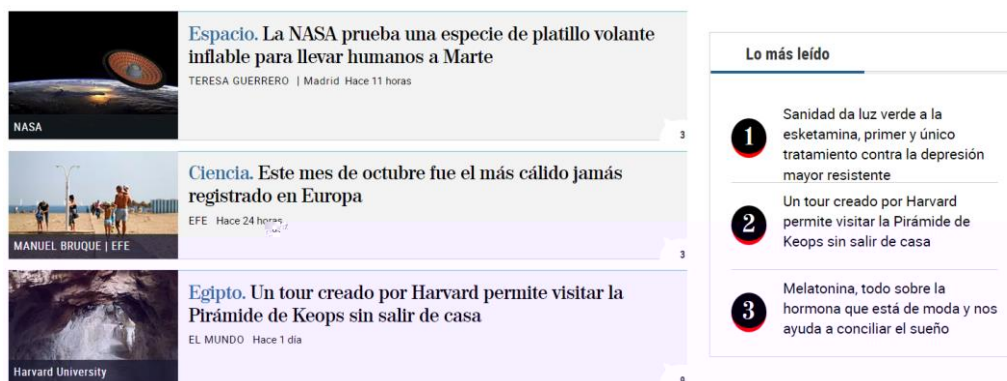 Espacio. La NASA prueba una especie de platillo volante
inflable para llevar humanos a Marte
TERESA GUERRERO | Madrid Hace 11 horas
NASA
3
Ciencia. Este mes de octubre fue el más cálido jamás
registrado en Europa
EFE Hace 24 horas
MANUEL BRUQUE | EFE
3
Egipto. Un tour creado por Harvard permite visitar la
Pirámide de Keops sin salir de casa
EL MUNDO Hace 1 día
Harvard University
Lo más leído
1
Sanidad da luz verde a la
esketamina, primer y único
tratamiento contra la depresión
mayor resistente
2
Un tour creado por Harvard
permite visitar la Pirámide de
Keops sin salir de casa
3
Melatonina, todo sobre la
hormona que está de moda y nos
ayuda a conciliar el sueño